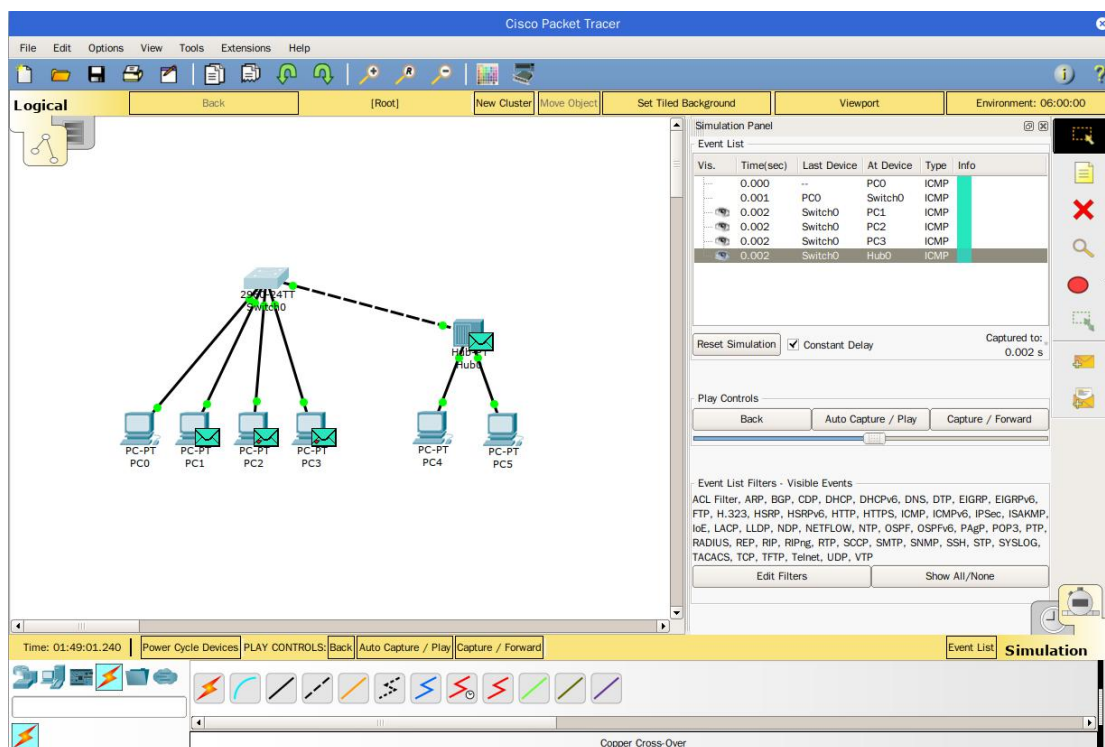 Cisco Packet Tracer
File Edit Options View Tools Extensions Help
Logical Back [Root] New Cluster Move Object Set Tiled Background Viewport Environment: 06:00:00
Simulation Panel
Event List
Vis. Time(sec) Last Device At Device Type Info
0.000 -- PC0 ICMP
0.001 PC0 Switch0 ICMP
0.002 Switch0 PC1 ICMP
0.002 Switch0 PC2 ICMP
0.002 Switch0 PC3 ICMP
0.002 Switch0 Hub0 ICMP
Reset Simulation Constant Delay Captured to:
0.002 s
Play Controls
Back Auto Capture / Play Capture / Forward
Event List Filters - Visible Events
ACL Filter, ARP, BGP, CDP, DHCP, DHCPv6, DNS, DTP, EIGRP, EIGRPv6,
FTP, H.323, HSRP, HSRPv6, HTTP, HTTPS, ICMP, ICMPv6, IPSec, ISAKMP,
IoE, LACP, LLDP, NDP, NETFLOW, NTP, OSPF, OSPFv6, PAgP, POP3, PTP,
RADIUS, REP, RIP, RIPng, RTP, SCCP, SMTP, SNMP, SSH, STP, SYSLOG,
TACACS, TCP, TFTP, Telnet, UDP, VTP
Edit Filters Show All/None
2960-24TT
Switch0
Hub-PT
Hub0
PC-PT
PC0
PC-PT
PC1
PC-PT
PC2
PC-PT
PC3
PC-PT
PC4
PC-PT
PC5
Time: 01:49:01.240 Power Cycle Devices PLAY CONTROLS: Back Auto Capture / Play Capture / Forward Event List Simulation
Copper Cross-Over